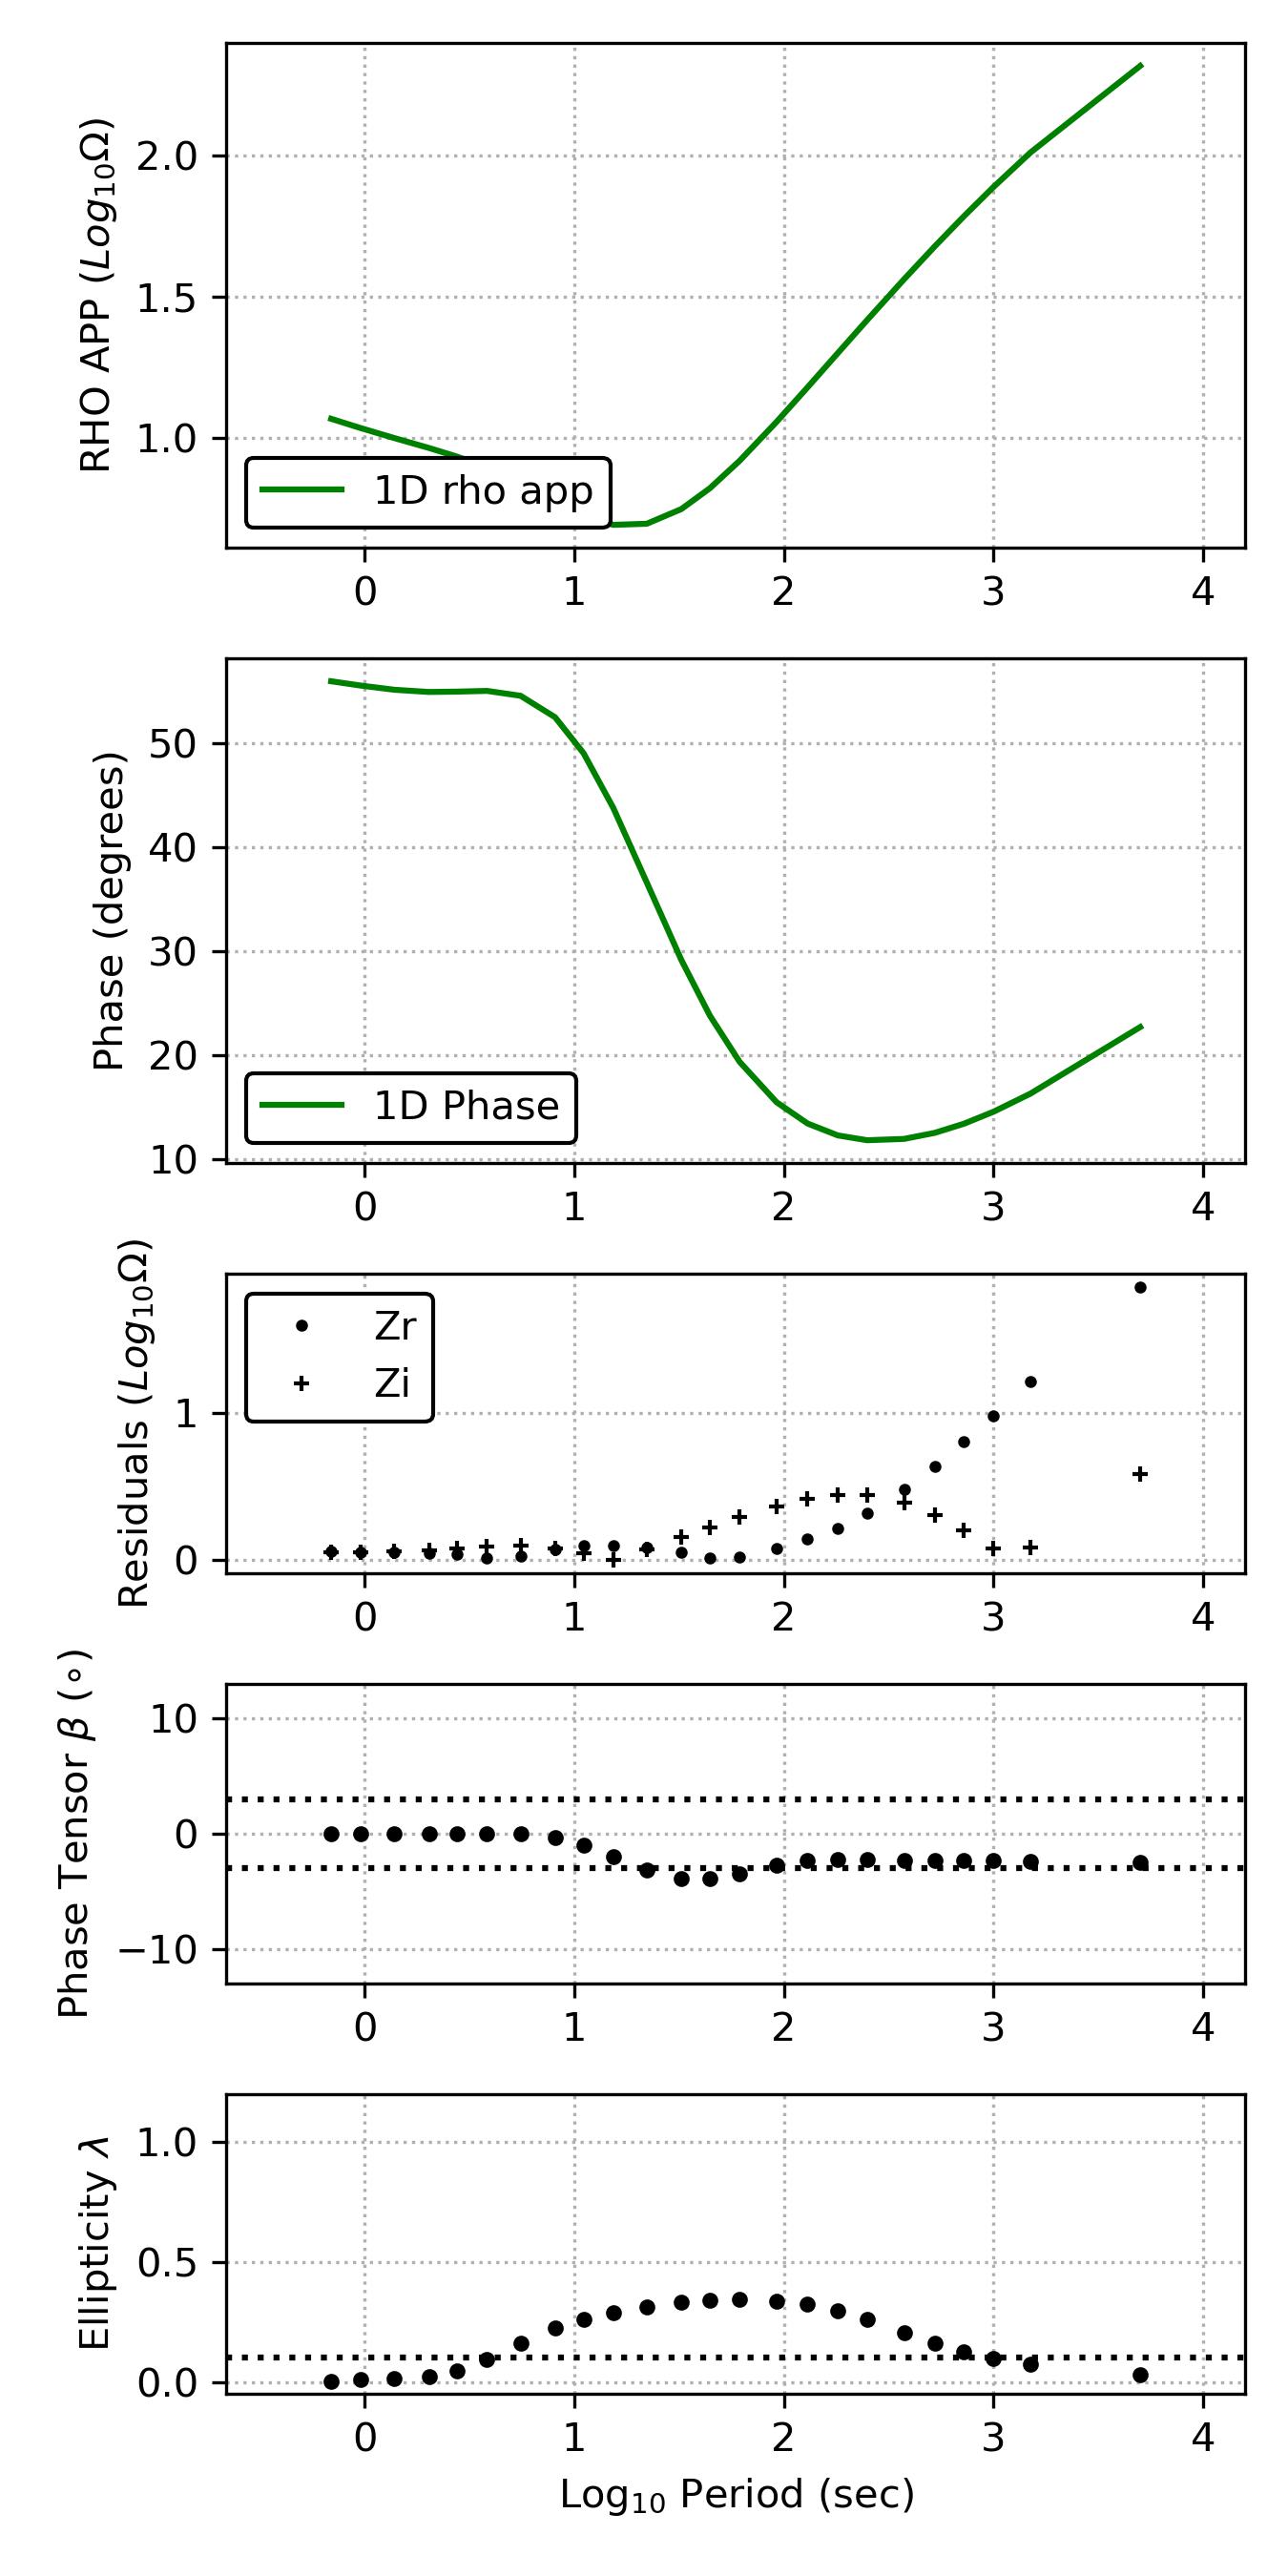 RHO APP (Log₁₀Ω)
2.0
1.5
1.0
1D rho app
0 1 2 3 4
Phase (degrees)
50
40
30
20
10
1D Phase
0 1 2 3 4
Residuals (Log₁₀Ω)
Zr
Zi
1
0
0 1 2 3 4
Phase Tensor β (∘)
10
0
−10
0 1 2 3 4
Ellipticity λ
1.0
0.5
0.0
0 1 2 3 4
Log₁₀ Period (sec)